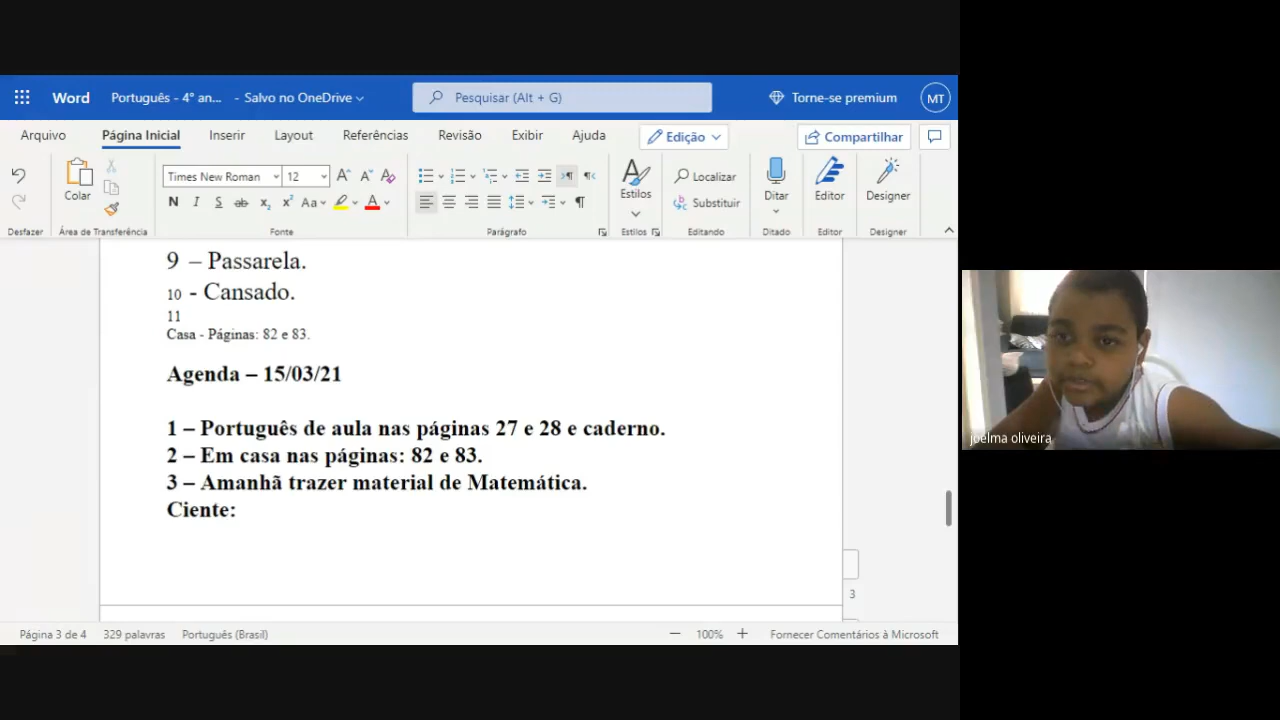 Word Português - 4° an... - Salvo no OneDrive Pesquisar (Alt + G) Torne-se premium MT
Arquivo Página Inicial Inserir Layout Referências Revisão Exibir Ajuda Edição Compartilhar
Colar Times New Roman 12 Estilos Localizar Ditar Editor Designer
N I S ab x₂ x² Aa A Substituir
Desfazer Área de Transferência Fonte Parágrafo Estilos Editando Ditado Editor Designer
9 – Passarela.
10 - Cansado.
11
Casa - Páginas: 82 e 83.
Agenda – 15/03/21
1 – Português de aula nas páginas 27 e 28 e caderno.
2 – Em casa nas páginas: 82 e 83.
3 – Amanhã trazer material de Matemática.
Ciente:
3
Página 3 de 4 329 palavras Português (Brasil) 100% Fornecer Comentários à Microsoft
joelma oliveira